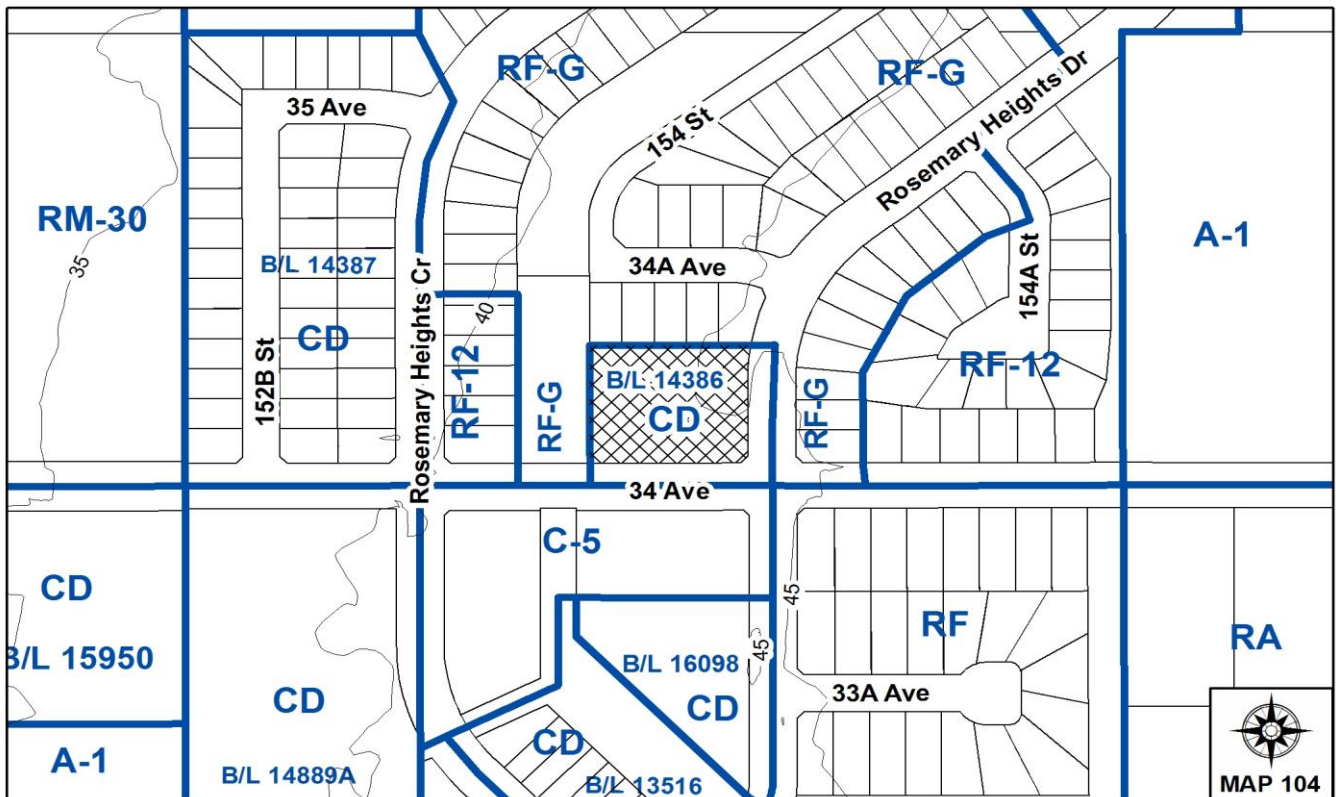 RF-G
RF-G
Rosemary Heights Dr
35 Ave
154 St
RM-30
35
B/L 14387
CD
152B St
Rosemary Heights Cr
40
RF-12
RF-G
34A Ave
B/L 14386
CD
RF-G
154A St
RF-12
A-1
34 Ave
C-5
CD
B/L 15950
CD
B/L 14889A
A-1
B/L 16098
CD
45
45
CD
B/L 13516
RF
33A Ave
RA
MAP 104